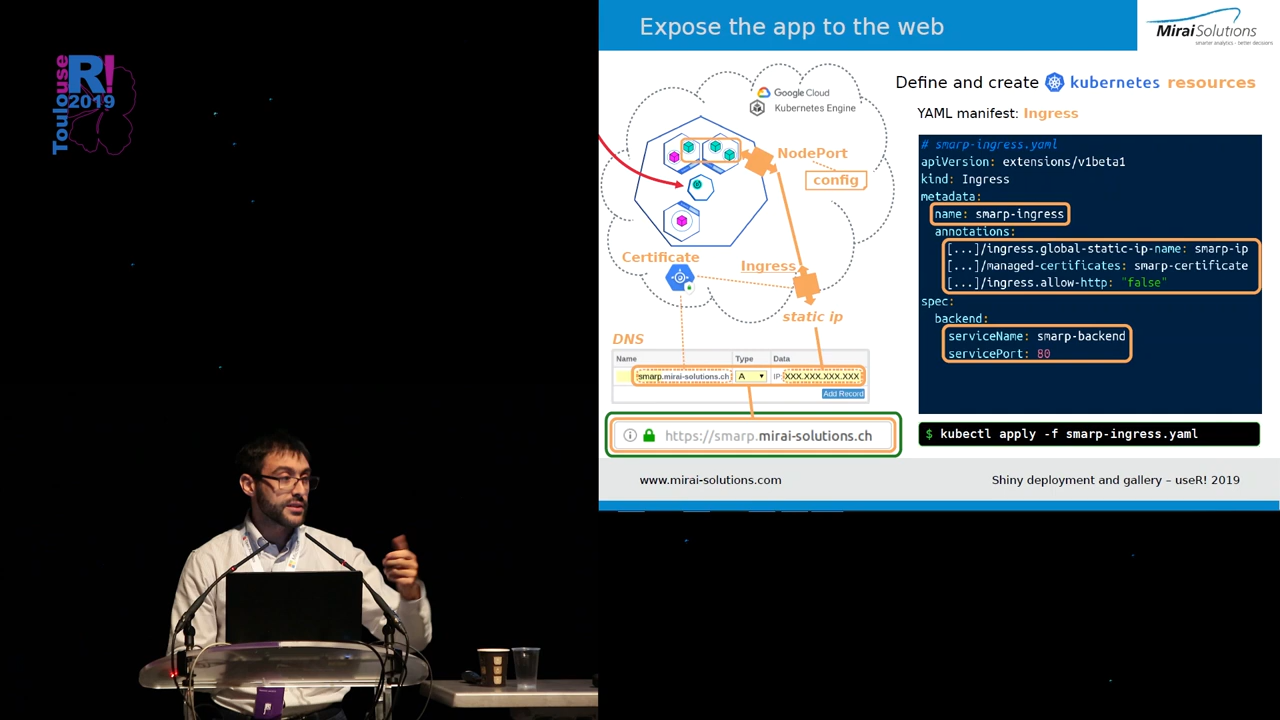 Toulouse
R!
2019
Expose the app to the web
Mirai Solutions
smarter analytics - better decisions
Google Cloud
Kubernetes Engine
NodePort
config
Certificate
Ingress
static ip
DNS
Name Type Data
smarp.mirai-solutions.ch A IP: XXX.XXX.XXX.XXX
Add Record
https://smarp.mirai-solutions.ch
Define and create kubernetes resources
YAML manifest: Ingress
# smarp-ingress.yaml
apiVersion: extensions/v1beta1
kind: Ingress
metadata:
name: smarp-ingress
annotations:
[...]/ingress.global-static-ip-name: smarp-ip
[...]/managed-certificates: smarp-certificate
[...]/ingress.allow-http: "false"
spec:
backend:
serviceName: smarp-backend
servicePort: 80
$ kubectl apply -f smarp-ingress.yaml
www.mirai-solutions.com
Shiny deployment and gallery – useR! 2019